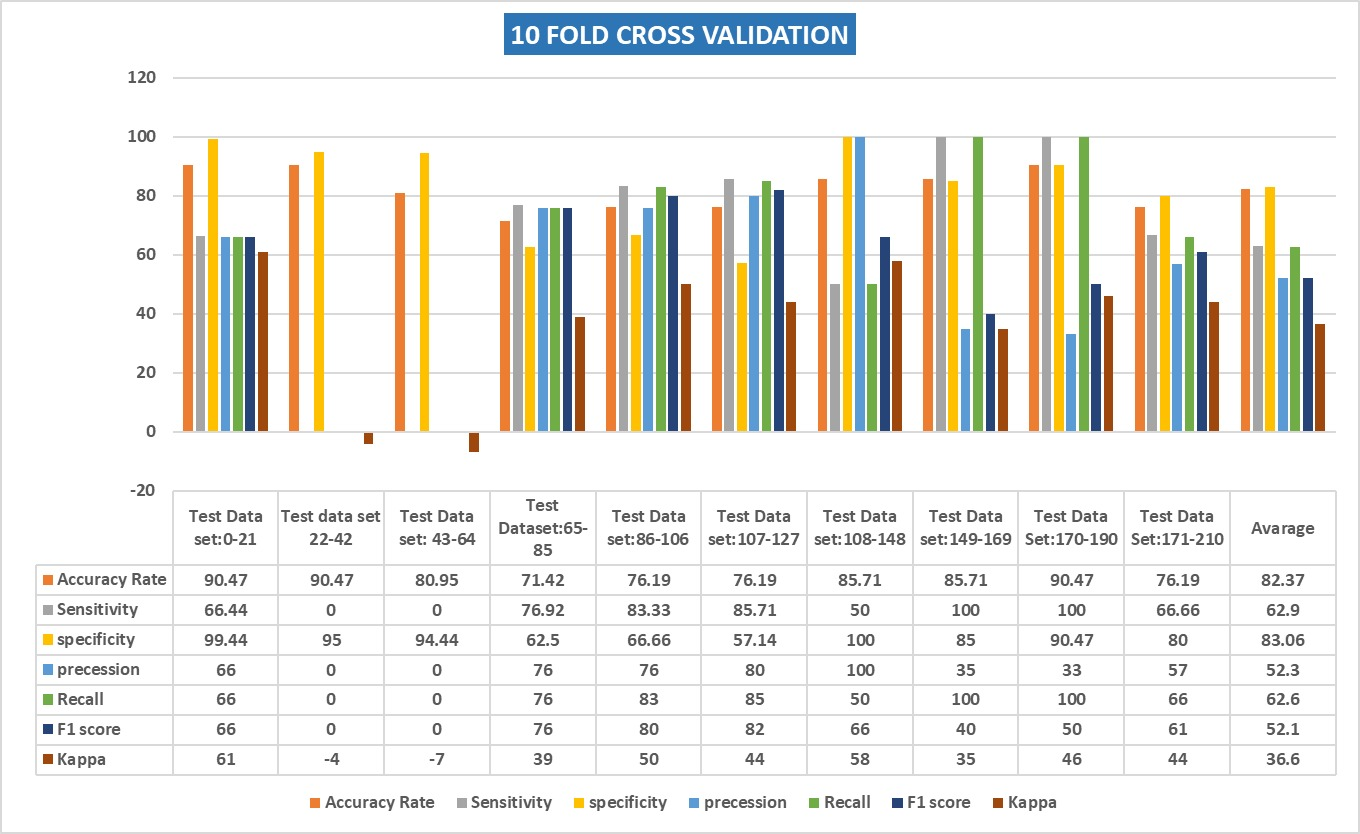 10 FOLD CROSS VALIDATION
120
100
80
60
40
20
0
-20
Test Data set:0-21 Test data set 22-42 Test Data set: 43-64 Test Dataset:65-85 Test Data set:86-106 Test Data set:107-127 Test Data set:108-148 Test Data set:149-169 Test Data Set:170-190 Test Data Set:171-210 Avarage
Accuracy Rate 90.47 90.47 80.95 71.42 76.19 76.19 85.71 85.71 90.47 76.19 82.37
Sensitivity 66.44 0 0 76.92 83.33 85.71 50 100 100 66.66 62.9
specificity 99.44 95 94.44 62.5 66.66 57.14 100 85 90.47 80 83.06
precession 66 0 0 76 76 80 100 35 33 57 52.3
Recall 66 0 0 76 83 85 50 100 100 66 62.6
F1 score 66 0 0 76 80 82 66 40 50 61 52.1
Kappa 61 -4 -7 39 50 44 58 35 46 44 36.6
Accuracy Rate Sensitivity specificity precession Recall F1 score Kappa